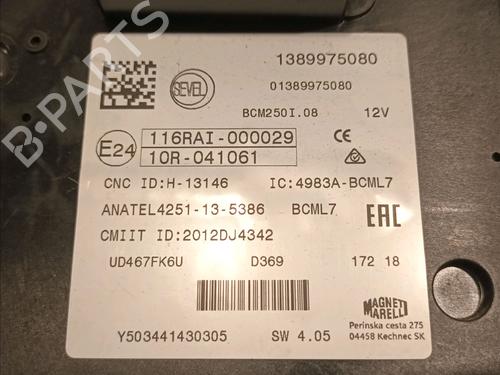 B-PARTS
SEVEL
1389975080
01389975080
BCM250I.08 12V
E24
116RAI-000029
10R-041061
CE
CNC ID:H-13146 IC:4983A-BCML7
ANATEL4251-13-5386 BCML7
EAC
CMIIT ID:2012DJ4342
UD467FK6U D369 172 18
Y503441430305 SW 4.05
MAGNETI
MARELLI
Perinska cesta 275
04458 Kechnec SK